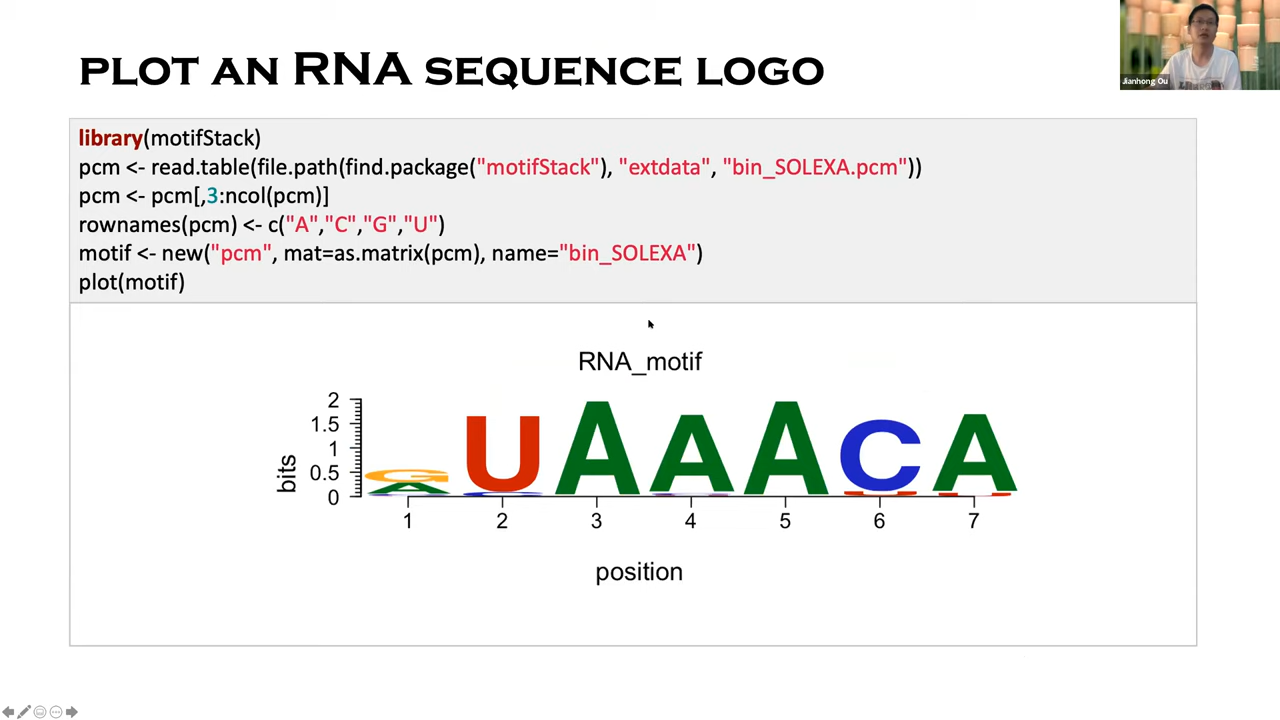 PLOT AN RNA SEQUENCE LOGO
Jianhong Ou
library(motifStack)
pcm <- read.table(file.path(find.package("motifStack"), "extdata", "bin_SOLEXA.pcm"))
pcm <- pcm[,3:ncol(pcm)]
rownames(pcm) <- c("A","C","G","U")
motif <- new("pcm", mat=as.matrix(pcm), name="bin_SOLEXA")
plot(motif)
RNA_motif
2
1.5
1
0.5
0
bits
G
A
U
A
A
A
C
A
1 2 3 4 5 6 7
position